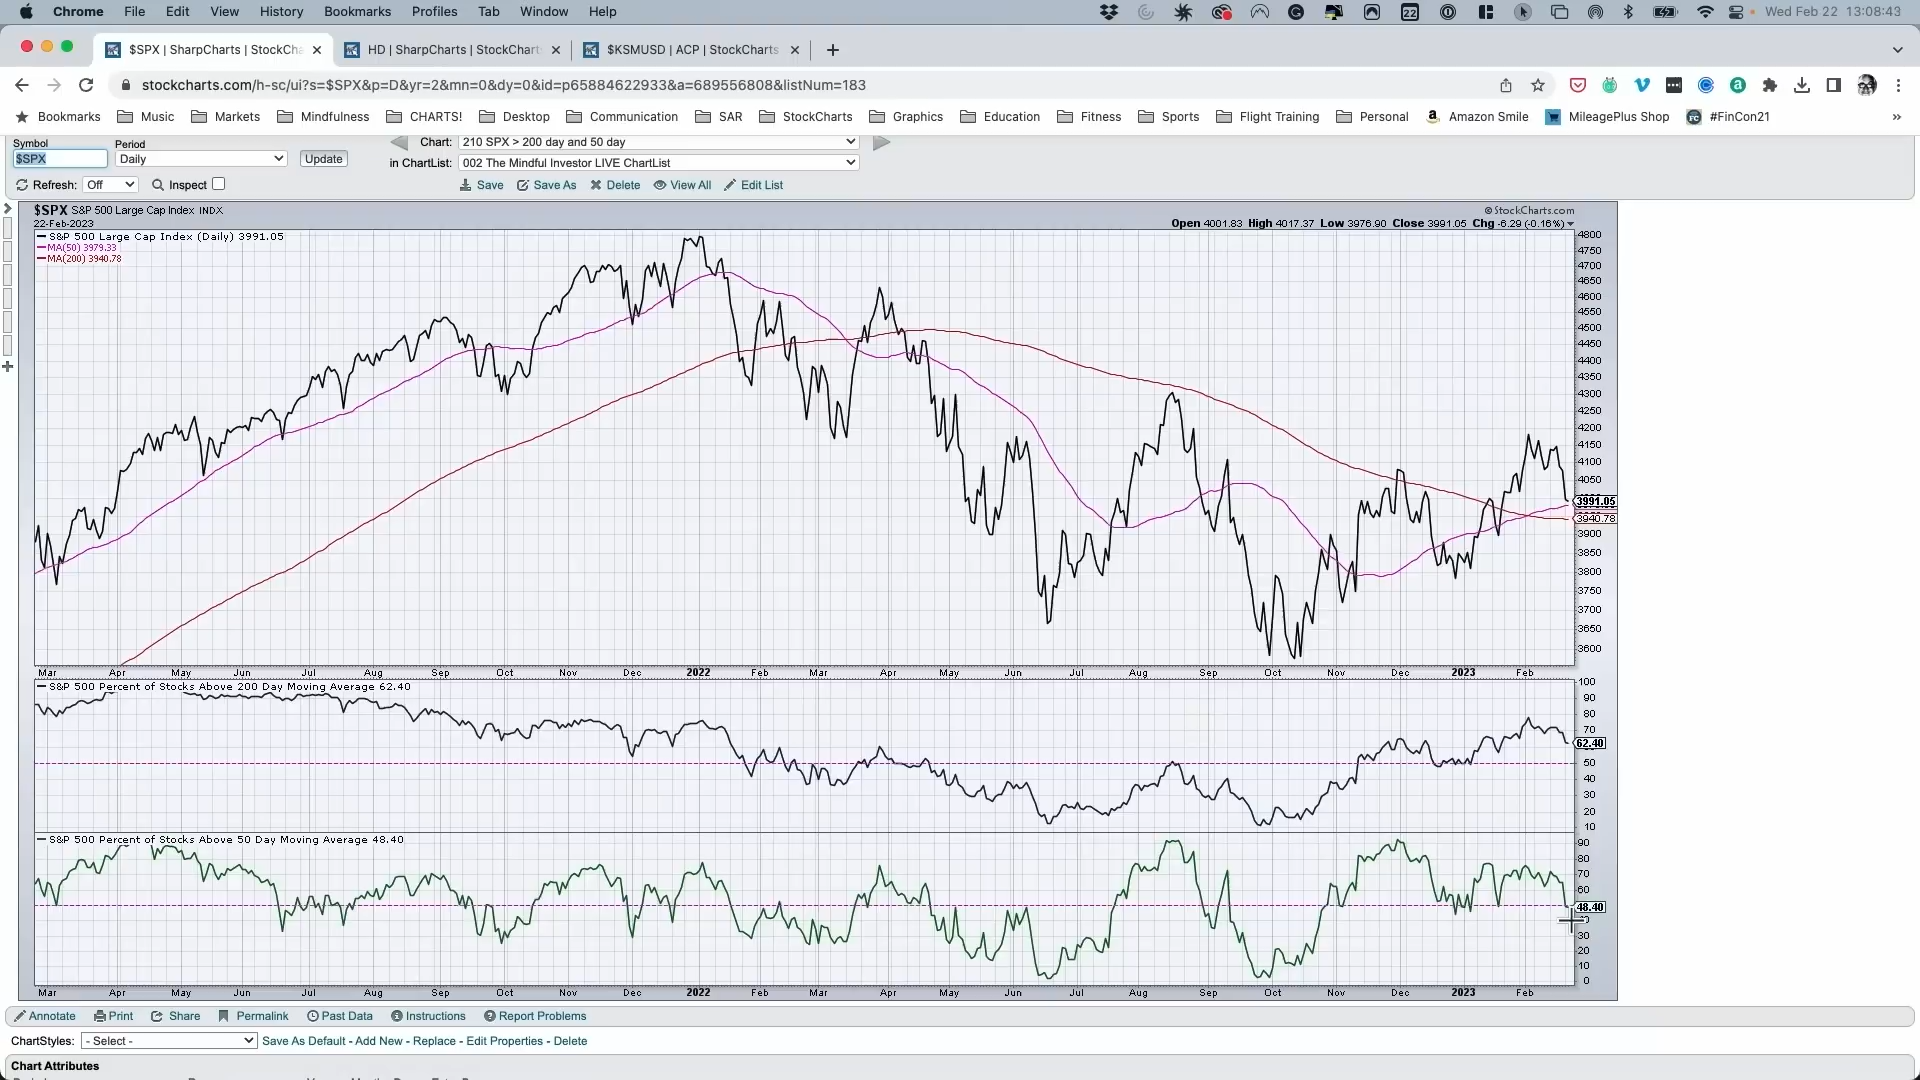 Chrome File Edit View History Bookmarks Profiles Tab Window Help 22 Wed Feb 22 13:08:43
$SPX | SharpCharts | StockCha HD | SharpCharts | StockChart $KSMUSD | ACP | StockCharts
stockcharts.com/h-sc/ui?s=$SPX&p=D&yr=2&mn=0&dy=0&id=p65884622933&a=689556808&listNum=183
Bookmarks Music Markets Mindfulness CHARTS! Desktop Communication SAR StockCharts Graphics Education Fitness Sports Flight Training Personal Amazon Smile MileagePlus Shop #FinCon21 »
Symbol Period Chart: 210 SPX > 200 day and 50 day
$SPX Daily Update in ChartList: 002 The Mindful Investor LIVE ChartList
Refresh: Off Inspect Save Save As Delete View All Edit List
$SPX S&P 500 Large Cap Index INDX © StockCharts.com
22-Feb-2023 Open 4001.83 High 4017.37 Low 3976.90 Close 3991.05 Chg -6.29 (-0.16%)
S&P 500 Large Cap Index (Daily) 3991.05
MA(50) 3979.33
MA(200) 3940.78
4800
4750
4700
4650
4600
4550
4500
4450
4400
4350
4300
4250
4200
4150
4100
4050
3991.05
3940.78
3900
3850
3800
3750
3700
3650
3600
Mar Apr May Jun Jul Aug Sep Oct Nov Dec 2022 Feb Mar Apr May Jun Jul Aug Sep Oct Nov Dec 2023 Feb
S&P 500 Percent of Stocks Above 200 Day Moving Average 62.40
100
90
80
70
62.40
50
40
30
20
10
S&P 500 Percent of Stocks Above 50 Day Moving Average 48.40
90
80
70
60
48.40
30
20
10
0
Mar Apr May Jun Jul Aug Sep Oct Nov Dec 2022 Feb Mar Apr May Jun Jul Aug Sep Oct Nov Dec 2023 Feb
Annotate Print Share Permalink Past Data Instructions Report Problems
ChartStyles: - Select - Save As Default - Add New - Replace - Edit Properties - Delete
Chart Attributes